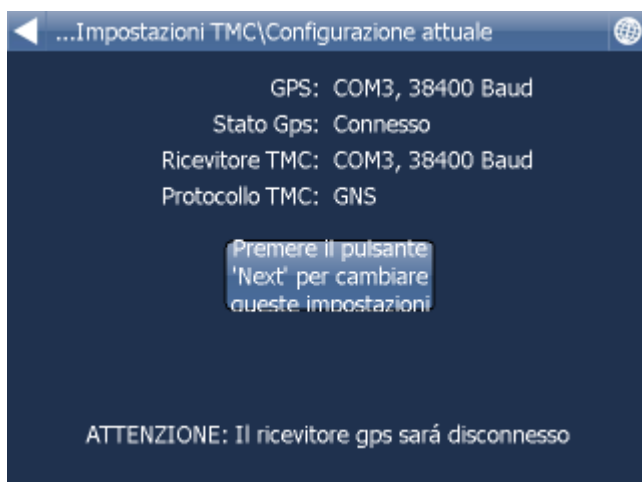 ...Impostazioni TMC\Configurazione attuale
GPS: COM3, 38400 Baud
Stato Gps: Connesso
Ricevitore TMC: COM3, 38400 Baud
Protocollo TMC: GNS
Premere il pulsante
'Next' per cambiare
queste impostazioni
ATTENZIONE: Il ricevitore gps sará disconnesso